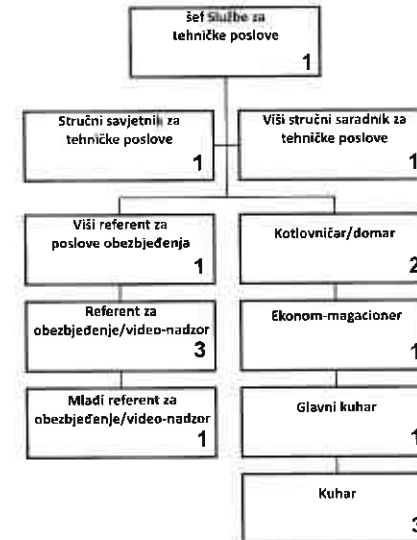 šef Službe za
tehničke poslove
1
Stručni savjetnik za
tehničke poslove
1
Viši stručni saradnik za
tehničke poslove
1
Viši referent za
poslove obezbjeđenja
1
Kotlovničar/domar
2
Referent za
obezbjeđenje/video-nadzor
3
Ekonom-magacioner
1
Mlađi referent za
obezbjeđenje/video-nadzor
1
Glavni kuhar
1
Kuhar
3